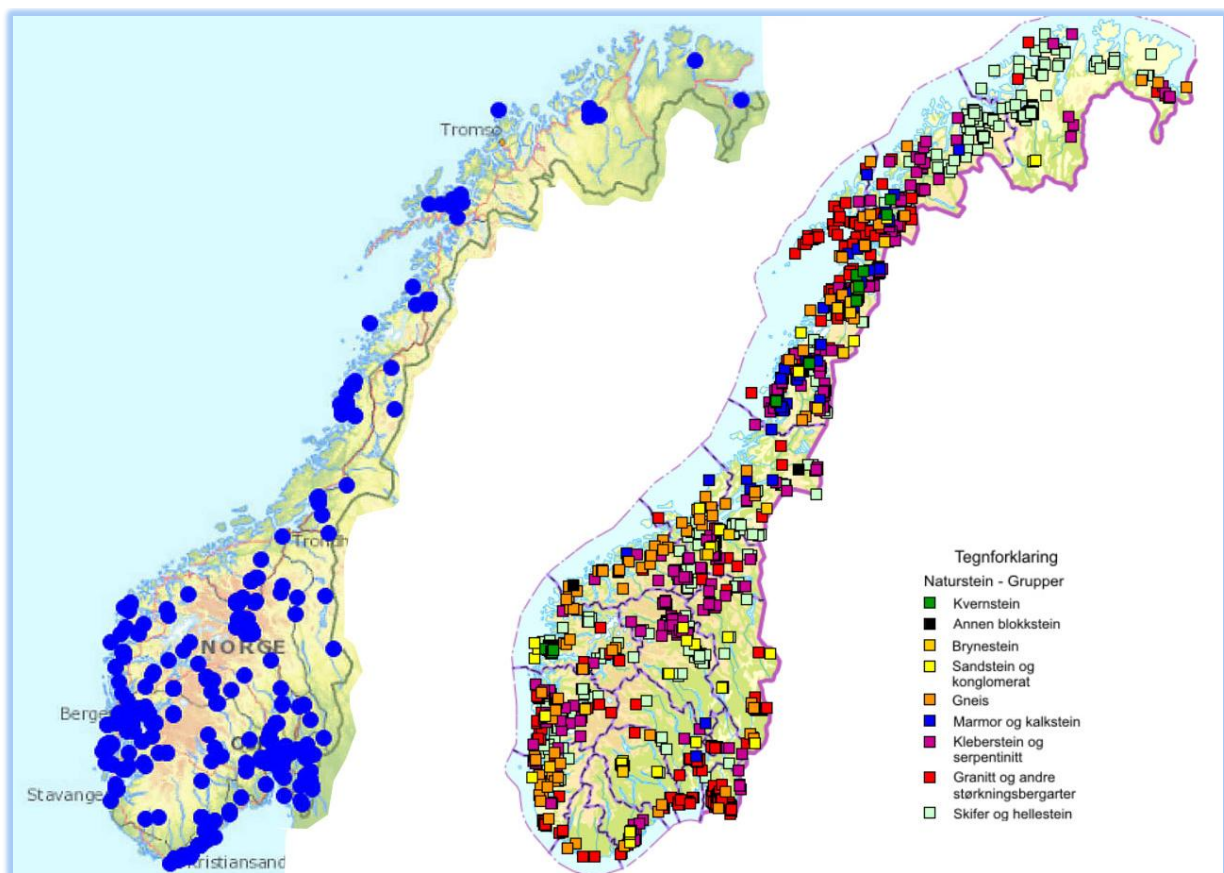 Tromsø
Trondh
NORGE
Berge
O
Stavange
Kristiansand
Tegnforklaring
Naturstein - Grupper
Kvernstein
Annen blokkstein
Brynestein
Sandstein og
konglomerat
Gneis
Marmor og kalkstein
Kleberstein og
serpentinitt
Granitt og andre
størkningsbergarter
Skifer og hellestein